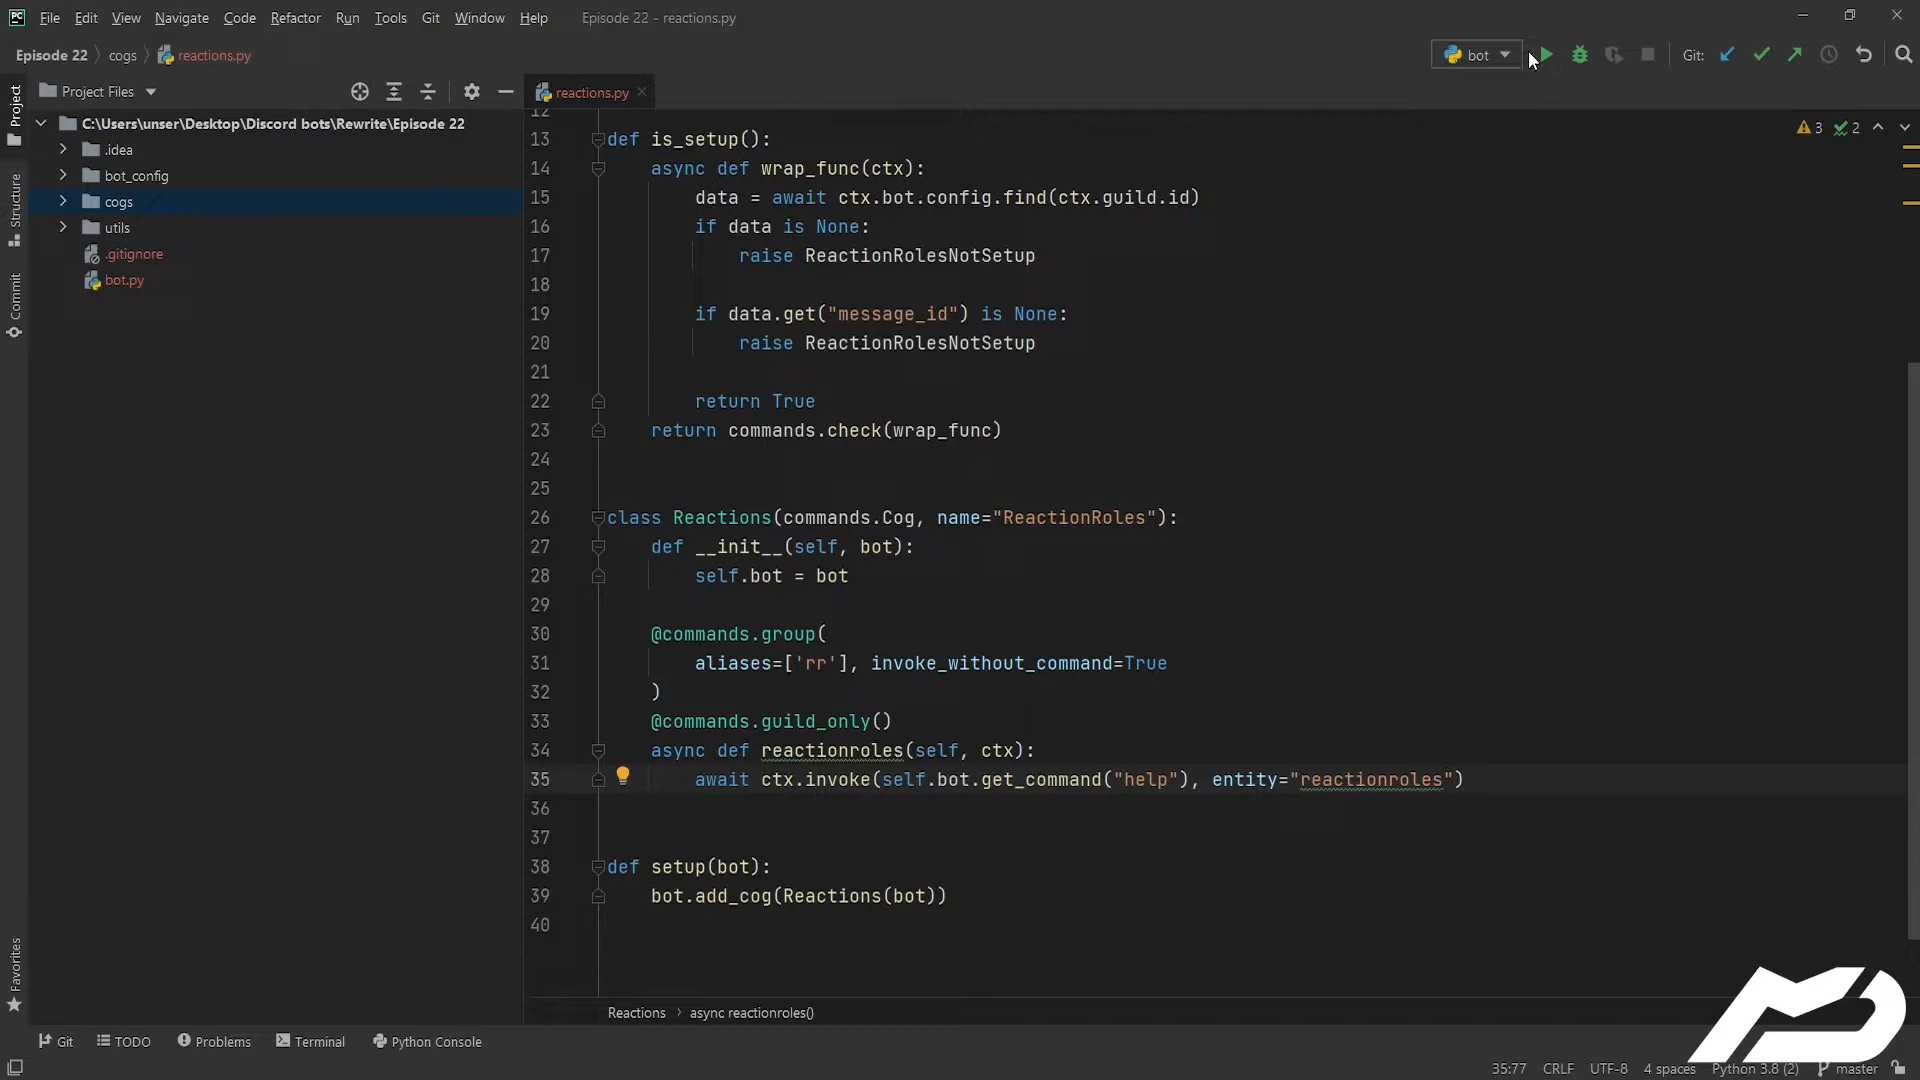 PC File Edit View Navigate Code Refactor Run Tools Git Window Help Episode 22 - reactions.py
Episode 22 cogs reactions.py bot Git:
Project Files reactions.py
Project
Structure
Commit
Favorites
C:\Users\unser\Desktop\Discord bots\Rewrite\Episode 22
.idea
bot_config
cogs
utils
.gitignore
bot.py
3 2
12
13 def is_setup():
14 async def wrap_func(ctx):
15 data = await ctx.bot.config.find(ctx.guild.id)
16 if data is None:
17 raise ReactionRolesNotSetup
18
19 if data.get("message_id") is None:
20 raise ReactionRolesNotSetup
21
22 return True
23 return commands.check(wrap_func)
24
25
26 class Reactions(commands.Cog, name="ReactionRoles"):
27 def __init__(self, bot):
28 self.bot = bot
29
30 @commands.group(
31 aliases=['rr'], invoke_without_command=True
32 )
33 @commands.guild_only()
34 async def reactionroles(self, ctx):
35 await ctx.invoke(self.bot.get_command("help"), entity="reactionroles")
36
37
38 def setup(bot):
39 bot.add_cog(Reactions(bot))
40
Reactions › async reactionroles()
Git TODO Problems Terminal Python Console
35:77 CRLF UTF-8 4 spaces Python 3.8 (2) master